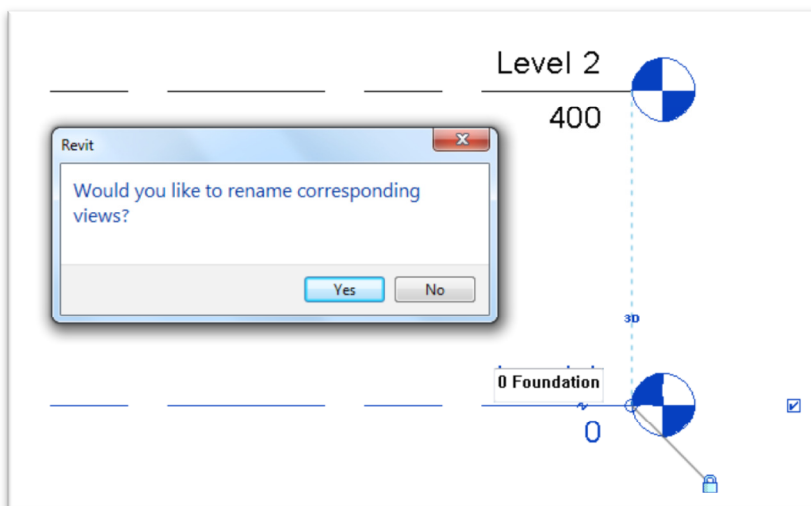 Level 2
400
Revit
Would you like to rename corresponding
views?
Yes
No
3D
0 Foundation
0